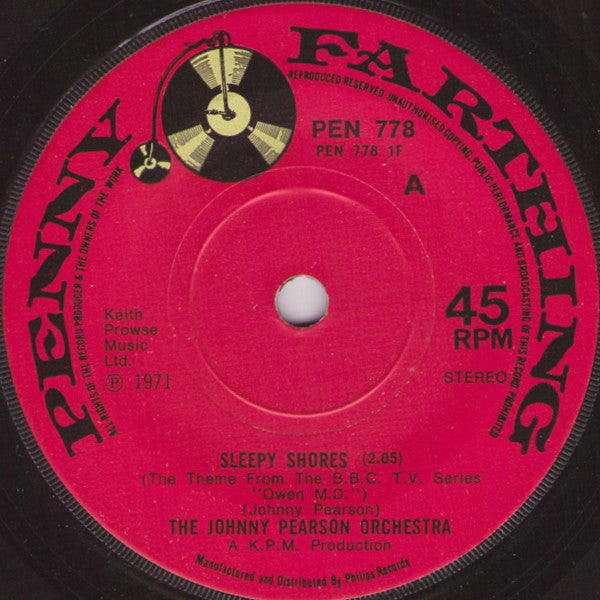 PENNY FARTHING
REPRODUCED RESERVED·UNAUTHORISED COPYING, PUBLIC PERFORMANCE AND BROADCASTING OF THIS RECORD PROHIBITED
ALL RIGHTS OF THE RECORD PRODUCER & THE OWNERS OF THE WORK
PEN 778
PEN 778 1F
A
Keith
Prowse
Music
Ltd.
Ⓟ 1971
45
RPM
STEREO
SLEEPY SHORES (2.05)
(The Theme From The B.B.C. T.V. Series
"Owen M.D.")
(Johnny Pearson)
THE JOHNNY PEARSON ORCHESTRA
A K.P.M. Production
Manufactured and Distributed By Philips Records